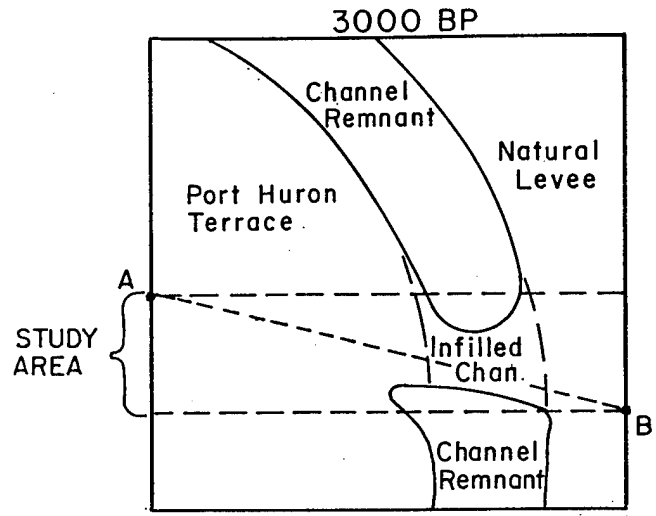 3000 BP
Channel
Remnant
Natural
Levee
Port Huron
Terrace
A
STUDY
AREA
Infilled
Chan.
B
Channel
Remnant